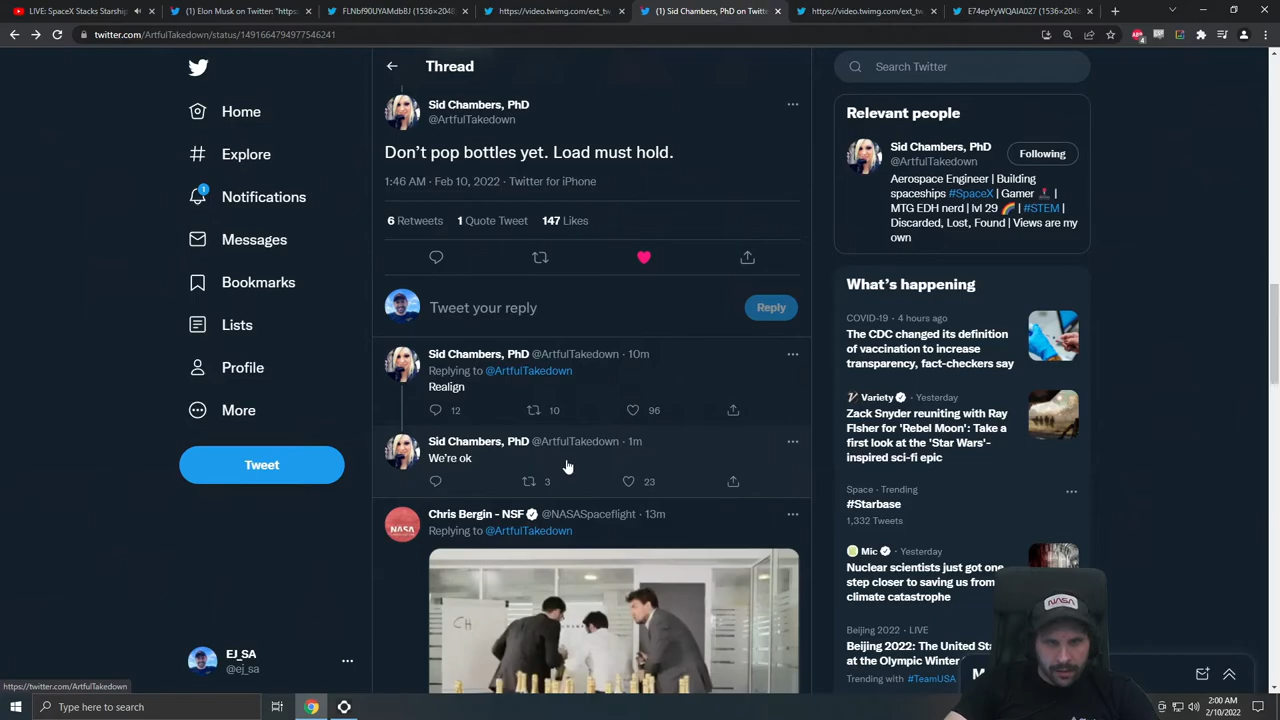 LIVE: SpaceX Stacks Starship
(1) Elon Musk on Twitter: "https:
FLNbf90UYAMdbBJ (1536×204
https://video.twimg.com/ext_tw
(1) Sid Chambers, PhD on Twitte
https://video.twimg.com/ext_tw
E74epYyWQAIA027 (1536×204
twitter.com/ArtfulTakedown/status/1491664794977546241
4
Home
Explore
1
Notifications
Messages
Bookmarks
Lists
Profile
More
Tweet
EJ_SA
@ej_sa
Thread
Sid Chambers, PhD
@ArtfulTakedown
Don't pop bottles yet. Load must hold.
1:46 AM · Feb 10, 2022 · Twitter for iPhone
6 Retweets 1 Quote Tweet 147 Likes
Tweet your reply
Reply
Sid Chambers, PhD @ArtfulTakedown · 10m
Replying to @ArtfulTakedown
Realign
12 10 96
Sid Chambers, PhD @ArtfulTakedown · 1m
We're ok
3 23
Chris Bergin - NSF @NASASpaceflight · 13m
Replying to @ArtfulTakedown
NASA
CH
Search Twitter
Relevant people
Sid Chambers, PhD
@ArtfulTakedown
Following
Aerospace Engineer | Building
spaceships #SpaceX | Gamer 🕹️ |
MTG EDH nerd | lvl 29 🌈 | #STEM |
Discarded, Lost, Found | Views are my
own
What's happening
COVID-19 · 4 hours ago
The CDC changed its definition
of vaccination to increase
transparency, fact-checkers say
Variety · Yesterday
Zack Snyder reuniting with Ray
FIsher for 'Rebel Moon': Take a
first look at the 'Star Wars'-
inspired sci-fi epic
Space · Trending
#Starbase
1,332 Tweets
Mic · Yesterday
Nuclear scientists just got one
step closer to saving us from
climate catastrophe
Beijing 2022 · LIVE
Beijing 2022: The United St
at the Olympic Winter
Trending with #TeamUSA
M
NASA
https://twitter.com/ArtfulTakedown
Type here to search
2:00 AM
2/10/2022